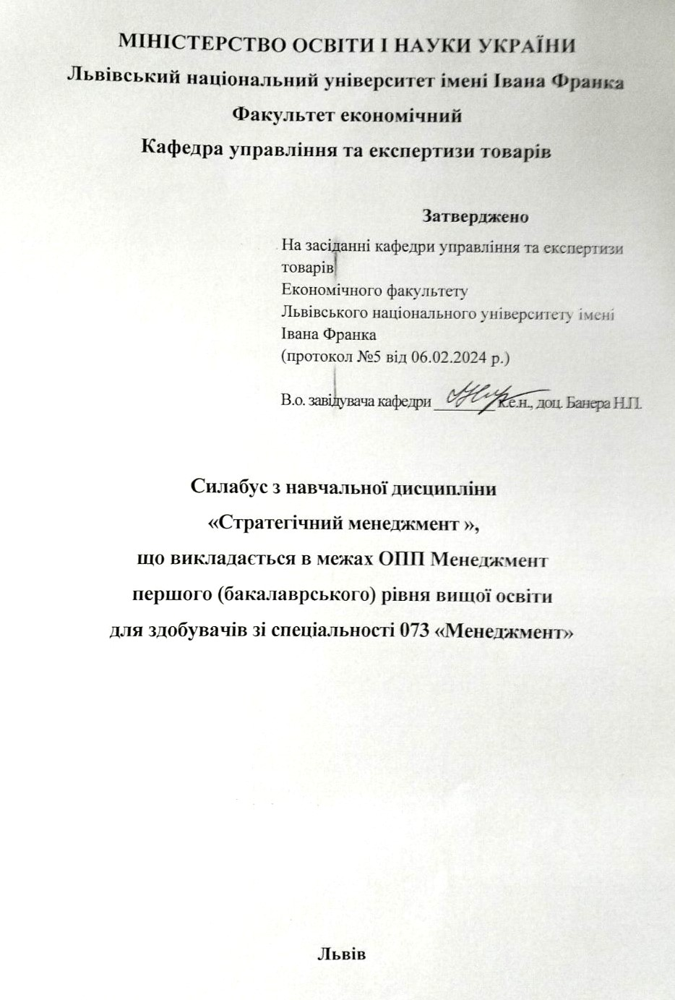 МІНІСТЕРСТВО ОСВІТИ І НАУКИ УКРАЇНИ
Львівський національний університет імені Івана Франка
Факультет економічний
Кафедра управління та експертизи товарів
Затверджено
На засіданні кафедри управління та експертизи
товарів
Економічного факультету
Львівського національного університету імені
Івана Франка
(протокол №5 від 06.02.2024 р.)
В.о. завідувача кафедри ________ к.е.н., доц. Банера Н.П.
Силабус з навчальної дисципліни
«Стратегічний менеджмент »,
що викладається в межах ОПП Менеджмент
першого (бакалаврського) рівня вищої освіти
для здобувачів зі спеціальності 073 «Менеджмент»
Львів